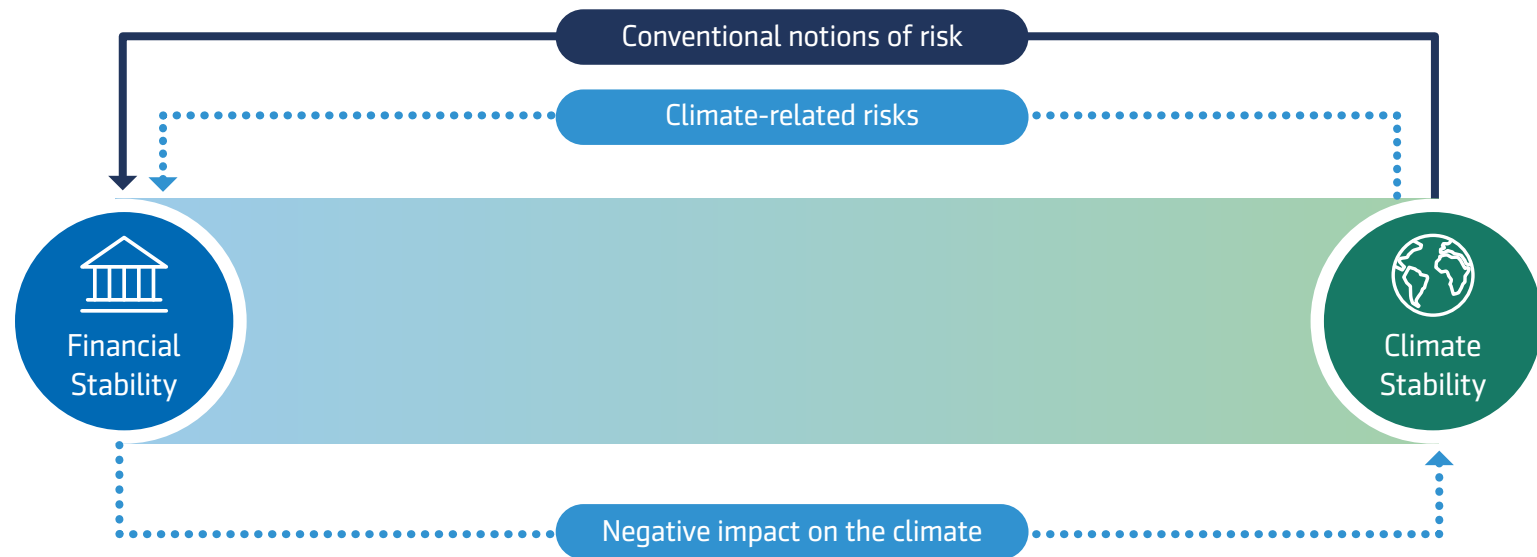 Conventional notions of risk
Climate-related risks
Financial
Stability
Climate
Stability
Negative impact on the climate